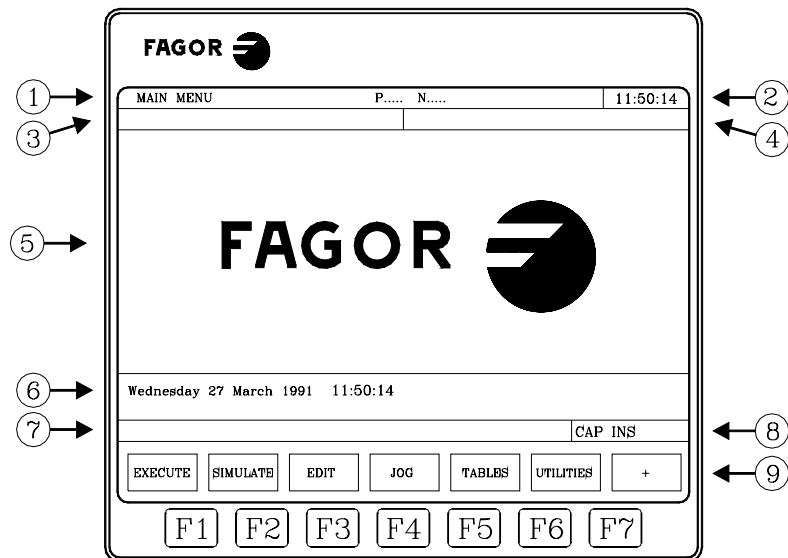 FAGOR
1 MAIN MENU P..... N..... 11:50:14 2
3 4
5 FAGOR
6 Wednesday 27 March 1991 11:50:14
7 CAP INS 8
EXECUTE SIMULATE EDIT JOG TABLES UTILITIES + 9
F1 F2 F3 F4 F5 F6 F7